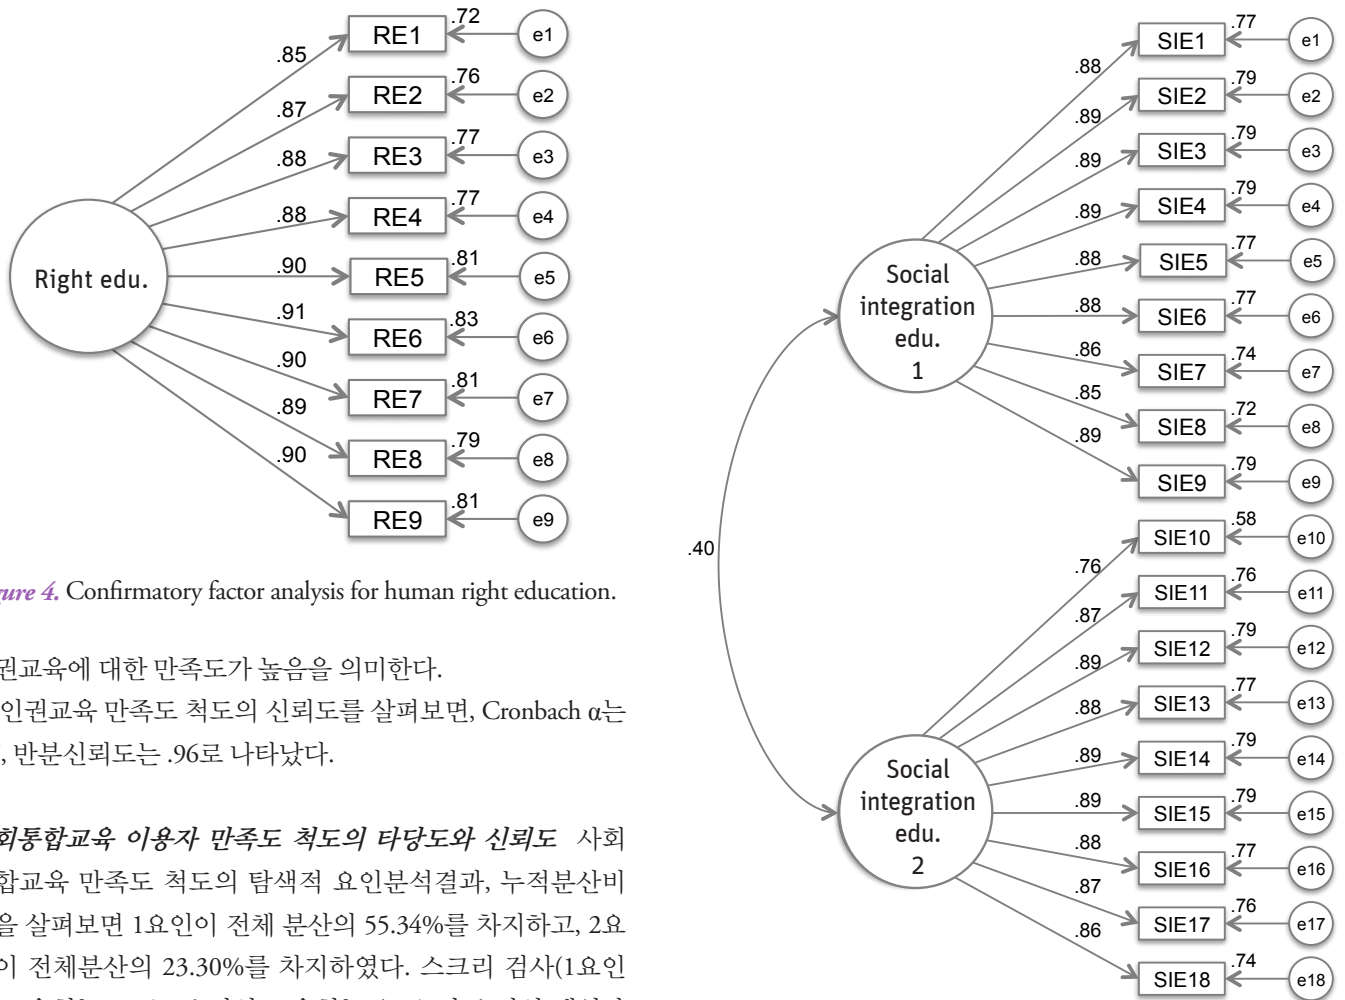 Right edu.
.85
RE1
.72
e1
.87
RE2
.76
e2
.88
RE3
.77
e3
.88
RE4
.77
e4
.90
RE5
.81
e5
.91
RE6
.83
e6
.90
RE7
.81
e7
.89
RE8
.79
e8
.90
RE9
.81
e9
gure 4. Confirmatory factor analysis for human right education.
권교육에 대한 만족도가 높음을 의미한다.
인권교육 만족도 척도의 신뢰도를 살펴보면, Cronbach α는
, 반분신뢰도는 .96로 나타났다.
회통합교육 이용자 만족도 척도의 타당도와 신뢰도 사회
합교육 만족도 척도의 탐색적 요인분석결과, 누적분산비
을 살펴보면 1요인이 전체 분산의 55.34%를 차지하고, 2요
이 전체분산의 23.30%를 차지하였다. 스크리 검사(1요인
.40
Social
integration
edu.
1
.88
SIE1
.77
e1
.89
SIE2
.79
e2
.89
SIE3
.79
e3
.89
SIE4
.79
e4
.88
SIE5
.77
e5
.88
SIE6
.77
e6
.86
SIE7
.74
e7
.85
SIE8
.72
e8
.89
SIE9
.79
e9
Social
integration
edu.
2
.76
SIE10
.58
e10
.87
SIE11
.76
e11
.89
SIE12
.79
e12
.88
SIE13
.77
e13
.89
SIE14
.79
e14
.89
SIE15
.79
e15
.88
SIE16
.77
e16
.87
SIE17
.76
e17
.86
SIE18
.74
e18